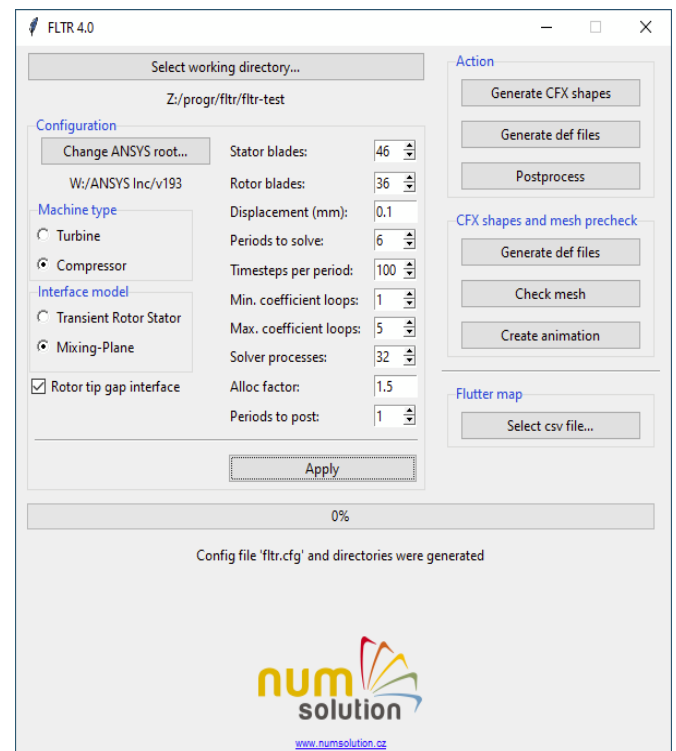 FLTR 4.0
Select working directory...
Z:/progr/fltr/fltr-test
Configuration
Change ANSYS root...
W:/ANSYS Inc/v193
Machine type
Turbine
Compressor
Interface model
Transient Rotor Stator
Mixing-Plane
Rotor tip gap interface
Stator blades: 46
Rotor blades: 36
Displacement (mm): 0.1
Periods to solve: 6
Timesteps per period: 100
Min. coefficient loops: 1
Max. coefficient loops: 5
Solver processes: 32
Alloc factor: 1.5
Periods to post: 1
Apply
Action
Generate CFX shapes
Generate def files
Postprocess
CFX shapes and mesh precheck
Generate def files
Check mesh
Create animation
Flutter map
Select csv file...
0%
Config file 'fltr.cfg' and directories were generated
num
solution
www.numsolution.cz